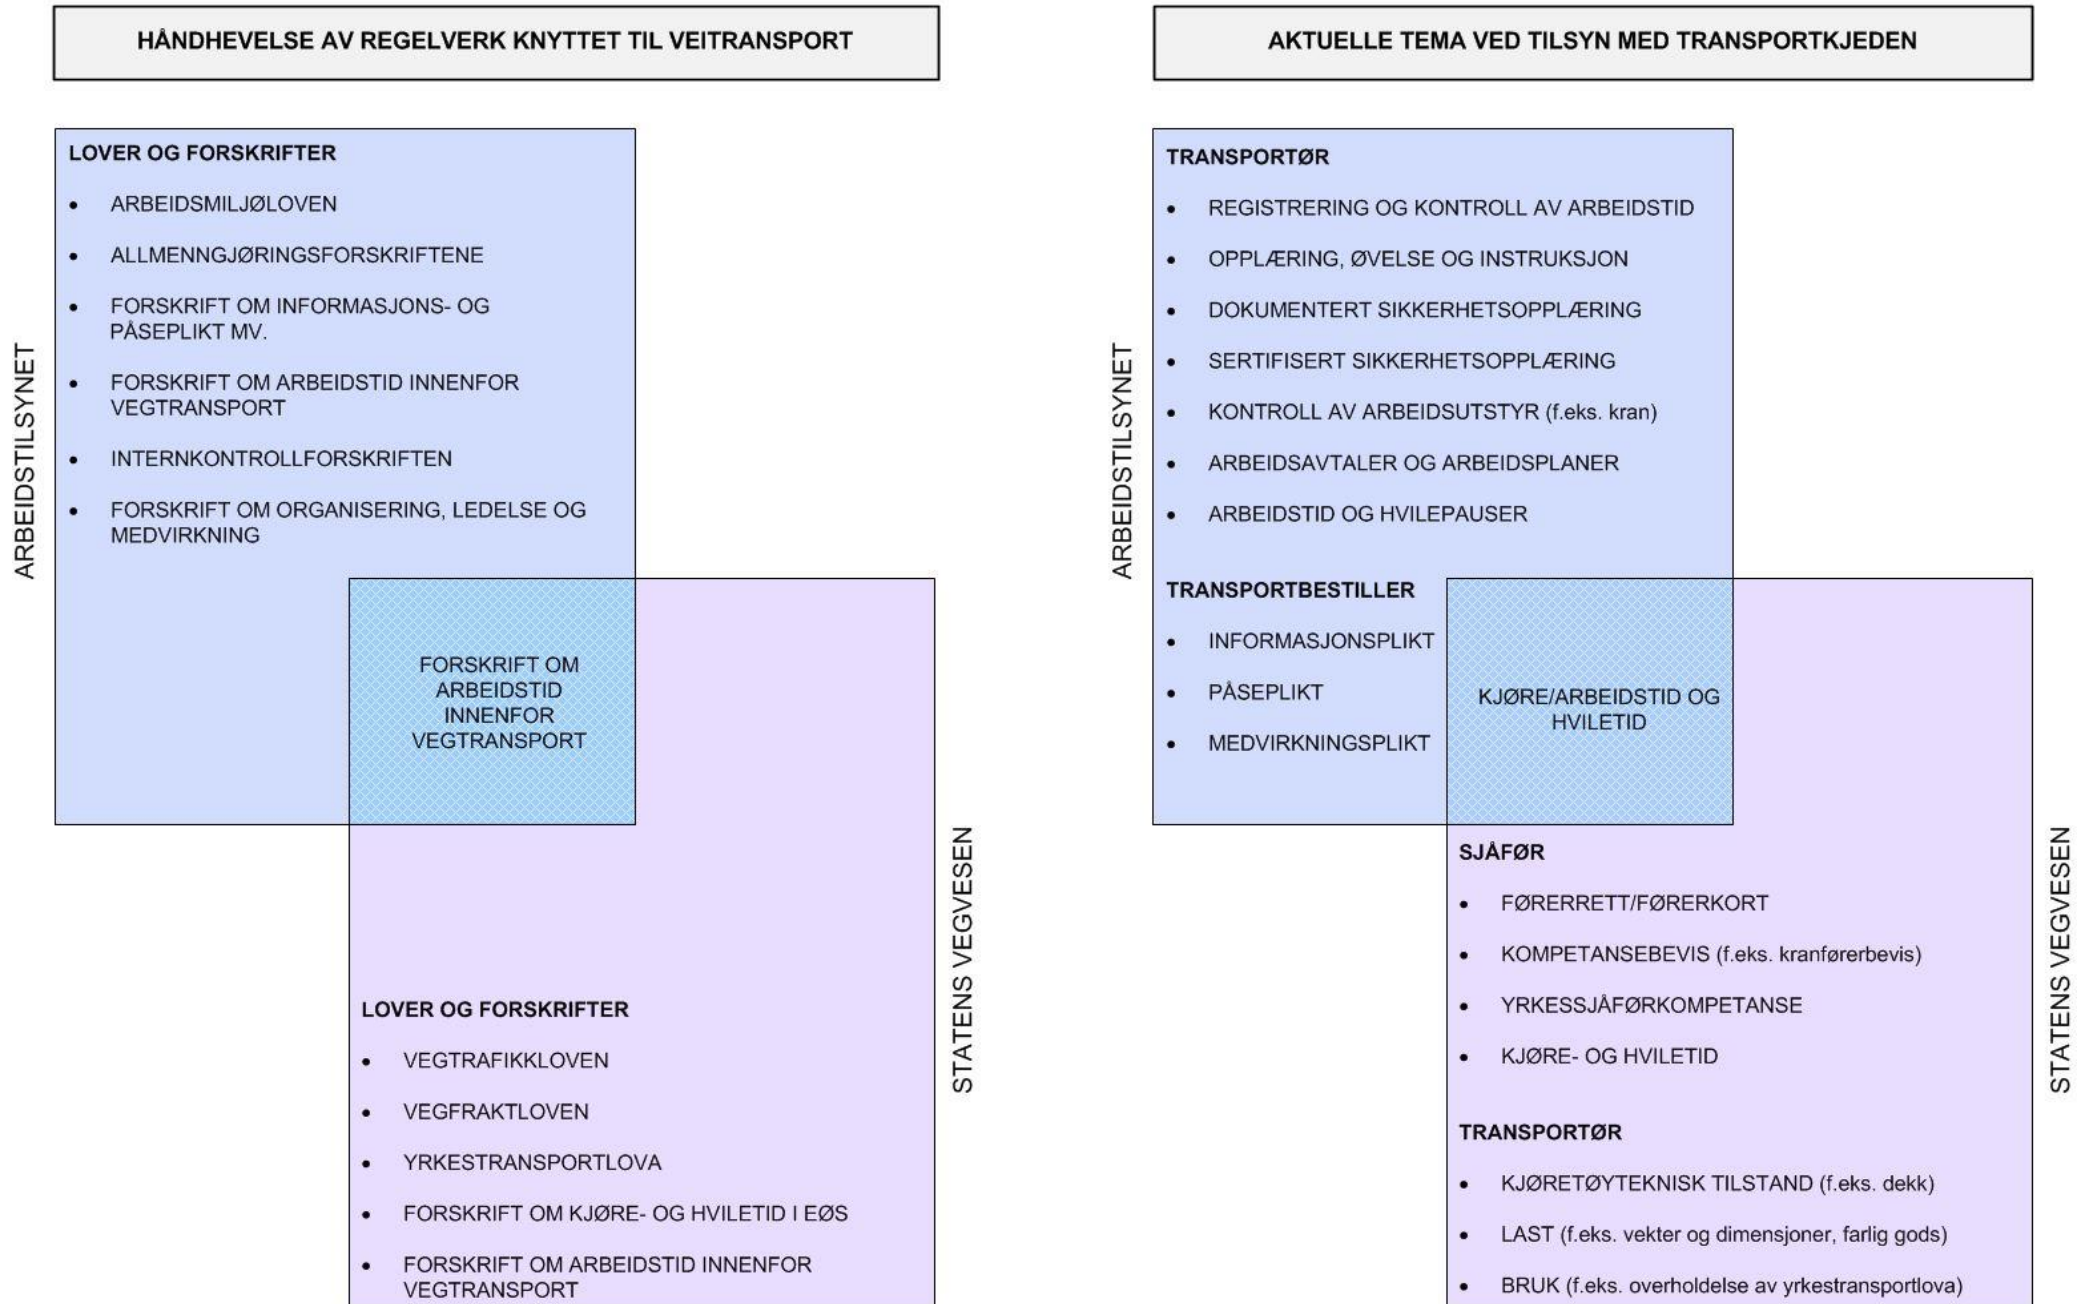 HÅNDHEVELSE AV REGELVERK KNYTTET TIL VEITRANSPORT
ARBEIDSTILSYNET
LOVER OG FORSKRIFTER
• ARBEIDSMILJØLOVEN
• ALLMENNGJØRINGSFORSKRIFTENE
• FORSKRIFT OM INFORMASJONS- OG
PÅSEPLIKT MV.
• FORSKRIFT OM ARBEIDSTID INNENFOR
VEGTRANSPORT
• INTERNKONTROLLFORSKRIFTEN
• FORSKRIFT OM ORGANISERING, LEDELSE OG
MEDVIRKNING
FORSKRIFT OM
ARBEIDSTID
INNENFOR
VEGTRANSPORT
STATENS VEGVESEN
LOVER OG FORSKRIFTER
• VEGTRAFIKKLOVEN
• VEGFRAKTLOVEN
• YRKESTRANSPORTLOVA
• FORSKRIFT OM KJØRE- OG HVILETID I EØS
• FORSKRIFT OM ARBEIDSTID INNENFOR
VEGTRANSPORT
AKTUELLE TEMA VED TILSYN MED TRANSPORTKJEDEN
ARBEIDSTILSYNET
TRANSPORTØR
• REGISTRERING OG KONTROLL AV ARBEIDSTID
• OPPLÆRING, ØVELSE OG INSTRUKSJON
• DOKUMENTERT SIKKERHETSOPPLÆRING
• SERTIFISERT SIKKERHETSOPPLÆRING
• KONTROLL AV ARBEIDSUTSTYR (f.eks. kran)
• ARBEIDSAVTALER OG ARBEIDSPLANER
• ARBEIDSTID OG HVILEPAUSER
TRANSPORTBESTILLER
• INFORMASJONSPLIKT
• PÅSEPLIKT
• MEDVIRKNINGSPLIKT
KJØRE/ARBEIDSTID OG
HVILETID
STATENS VEGVESEN
SJÅFØR
• FØRERRETT/FØRERKORT
• KOMPETANSEBEVIS (f.eks. kranførerbevis)
• YRKESSJÅFØRKOMPETANSE
• KJØRE- OG HVILETID
TRANSPORTØR
• KJØRETØYTEKNISK TILSTAND (f.eks. dekk)
• LAST (f.eks. vekter og dimensjoner, farlig gods)
• BRUK (f.eks. overholdelse av yrkestransportlova)